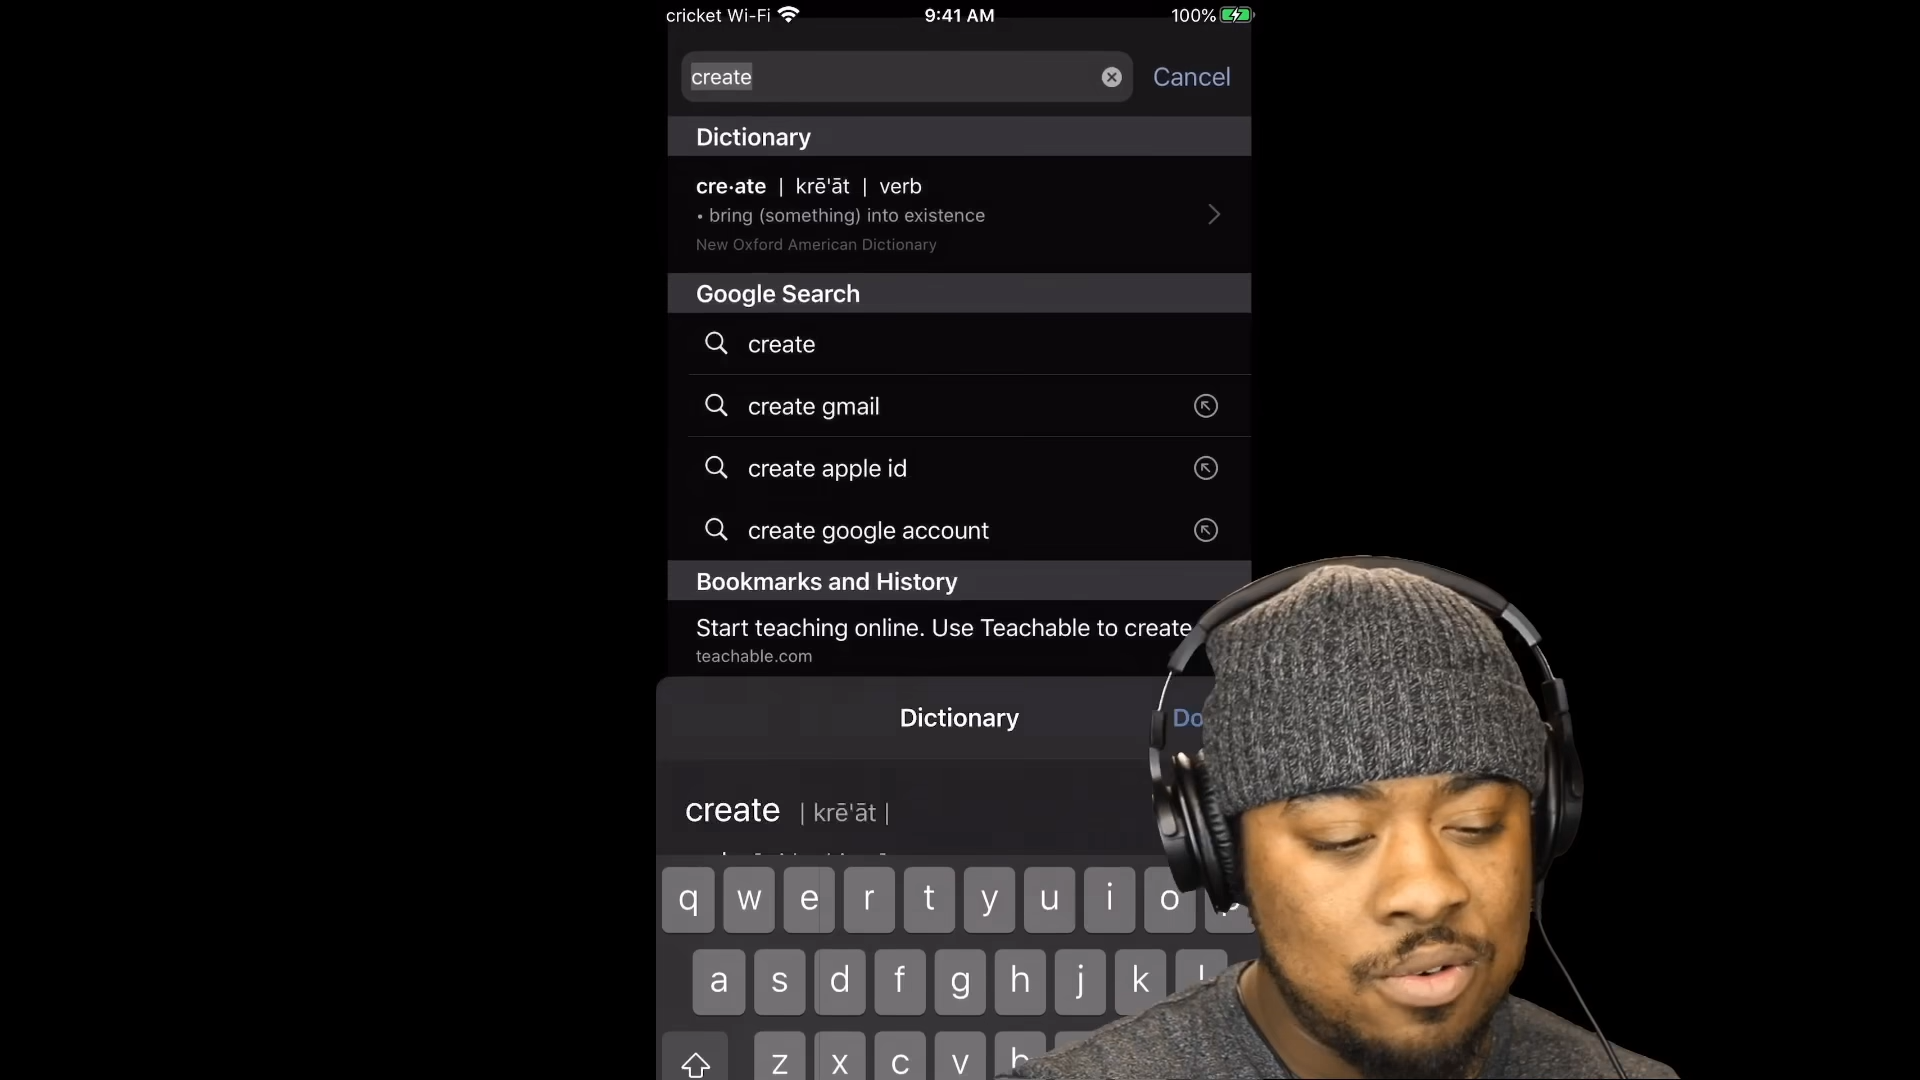 cricket Wi-Fi 9:41 AM 100%
create Cancel
Dictionary
cre·ate | krē'āt | verb
• bring (something) into existence
New Oxford American Dictionary
Google Search
create
create gmail
create apple id
create google account
Bookmarks and History
Start teaching online. Use Teachable to create
teachable.com
Dictionary Do
create | krē'āt |
q w e r t y u i o p
a s d f g h j k l
z x c v b